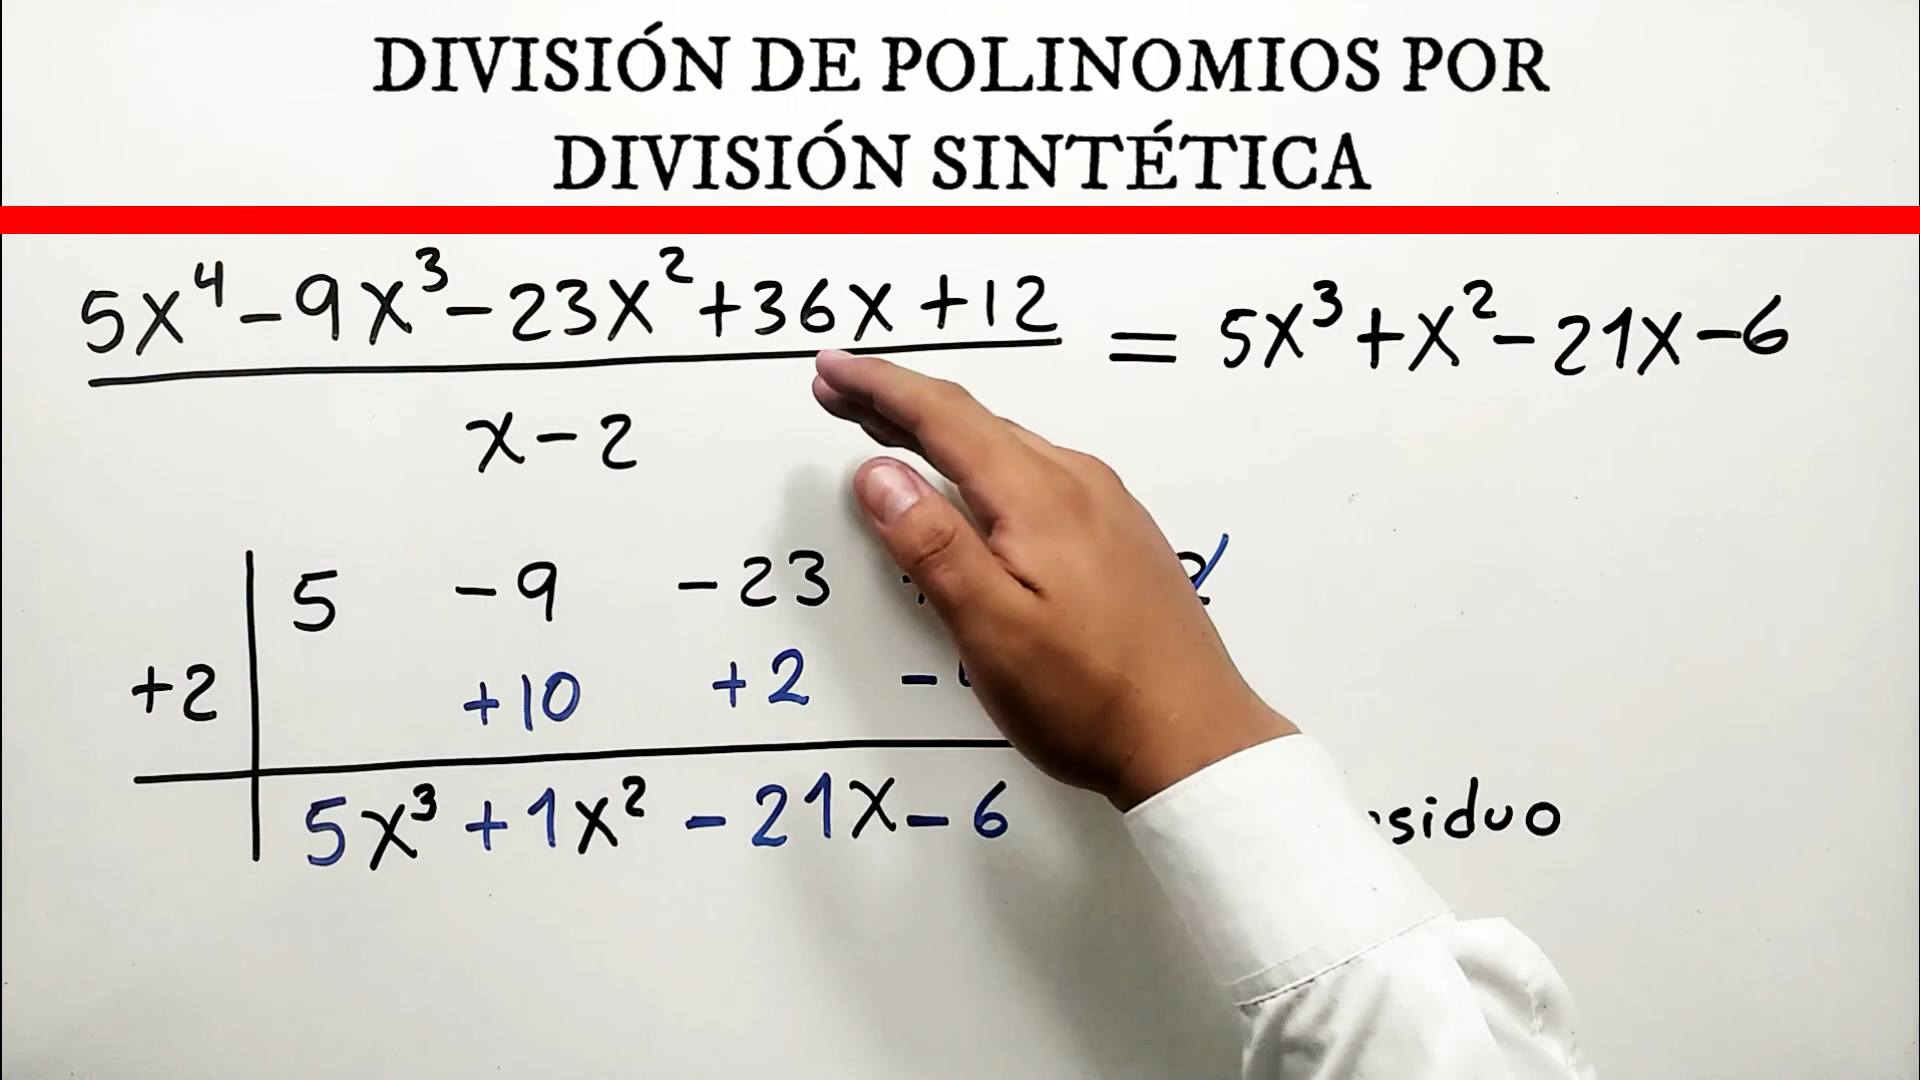 DIVISIÓN DE POLINOMIOS POR
DIVISIÓN SINTÉTICA
5x⁴ - 9x³ - 23x² + 36x + 12
= 5x³ + x² - 21x - 6
x - 2
5 -9 -23
+2 +10 +2 -
5x³ + 1x² - 21x - 6